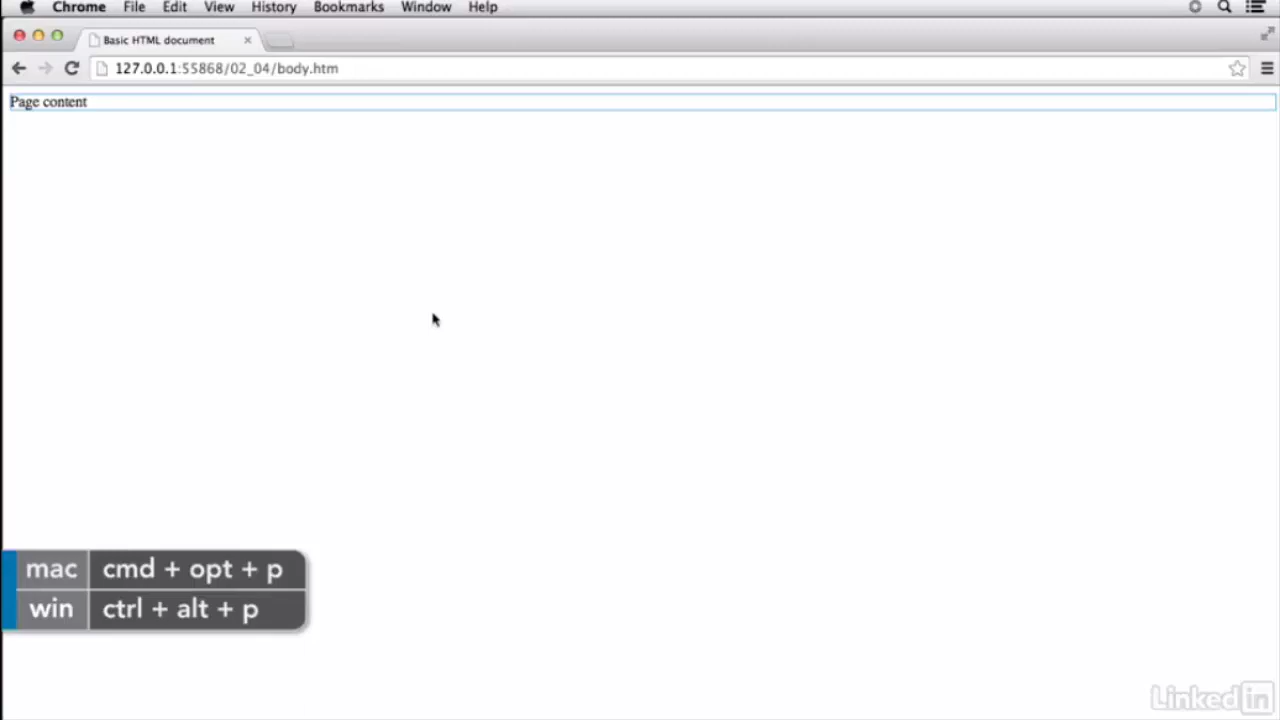 Chrome File Edit View History Bookmarks Window Help
Basic HTML document
127.0.0.1:55868/02_04/body.htm
Page content
mac cmd + opt + p
win ctrl + alt + p
LinkedIn